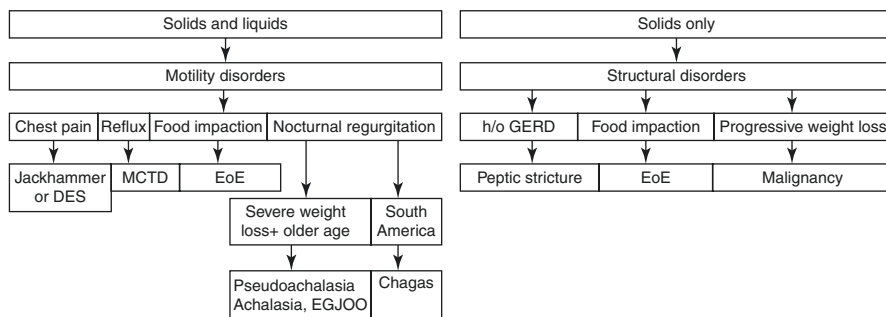 Solids and liquids
Motility disorders
Chest pain
Reflux
Food impaction
Nocturnal regurgitation
Jackhammer
or DES
MCTD
EoE
Severe weight
loss+ older age
South
America
Pseudoachalasia
Achalasia, EGJOO
Chagas
Solids only
Structural disorders
h/o GERD
Food impaction
Progressive weight loss
Peptic stricture
EoE
Malignancy